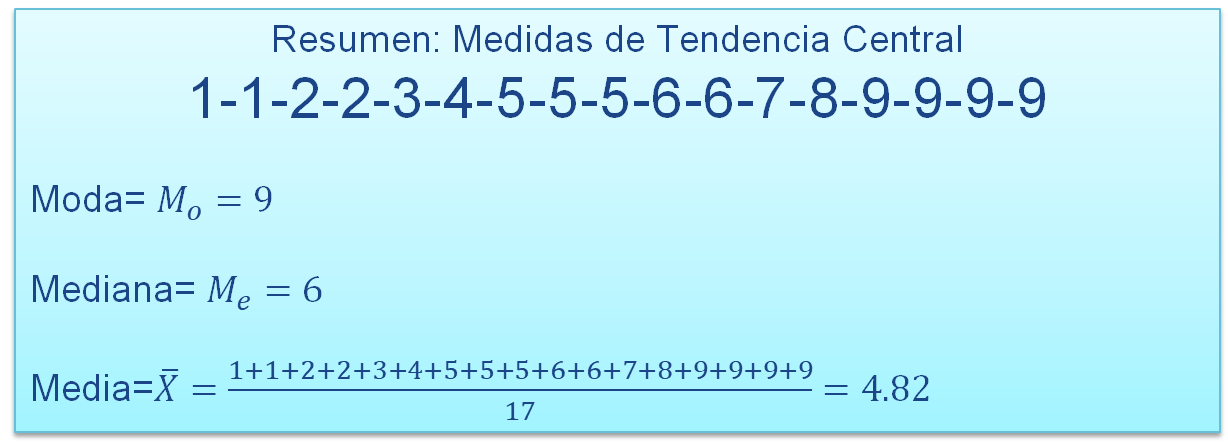 Resumen: Medidas de Tendencia Central
1-1-2-2-3-4-5-5-5-6-6-7-8-9-9-9-9
Moda= Mₒ = 9
Mediana= Mₑ = 6
Media=X̄ = (1+1+2+2+3+4+5+5+5+6+6+7+8+9+9+9+9)/17 = 4.82